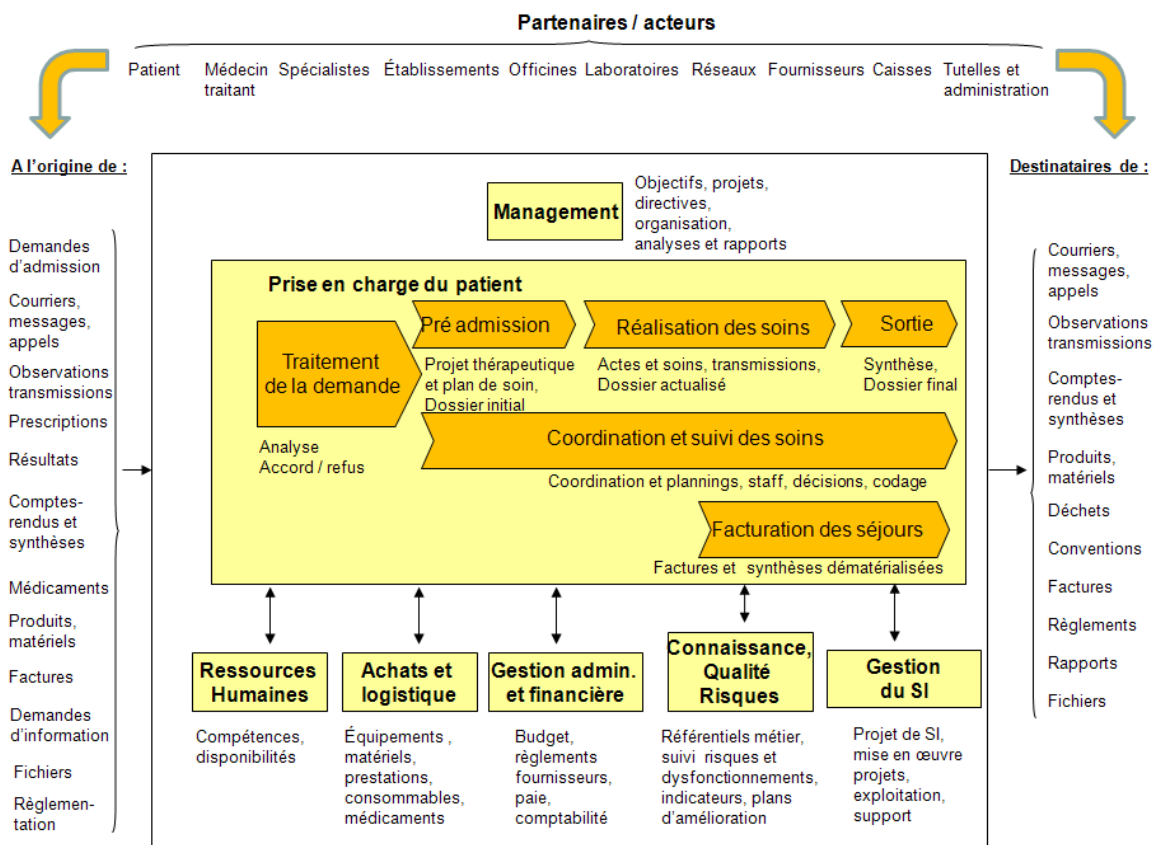 Partenaires / acteurs
Patient
Médecin
traitant
Spécialistes
Établissements
Officines
Laboratoires
Réseaux
Fournisseurs
Caisses
Tutelles et
administration
A l'origine de :
Demandes
d'admission
Courriers,
messages,
appels
Observations
transmissions
Prescriptions
Résultats
Comptes-
rendus et
synthèses
Médicaments
Produits,
matériels
Factures
Demandes
d'information
Fichiers
Règlemen-
tation
Management
Objectifs, projets,
directives,
organisation,
analyses et rapports
Prise en charge du patient
Traitement
de la demande
Analyse
Accord / refus
Pré admission
Projet thérapeutique
et plan de soin,
Dossier initial
Réalisation des soins
Actes et soins, transmissions,
Dossier actualisé
Sortie
Synthèse,
Dossier final
Coordination et suivi des soins
Coordination et plannings, staff, décisions, codage
Facturation des séjours
Factures et synthèses dématérialisées
Ressources
Humaines
Compétences,
disponibilités
Achats et
logistique
Équipements ,
matériels,
prestations,
consommables,
médicaments
Gestion admin.
et financière
Budget,
règlements
fournisseurs,
paie,
comptabilité
Connaissance,
Qualité
Risques
Référentiels métier,
suivi risques et
dysfonctionnements,
indicateurs, plans
d'amélioration
Gestion
du SI
Projet de SI,
mise en œuvre
projets,
exploitation,
support
Destinataires de :
Courriers,
messages,
appels
Observations
transmissions
Comptes-
rendus et
synthèses
Produits,
matériels
Déchets
Conventions
Factures
Règlements
Rapports
Fichiers